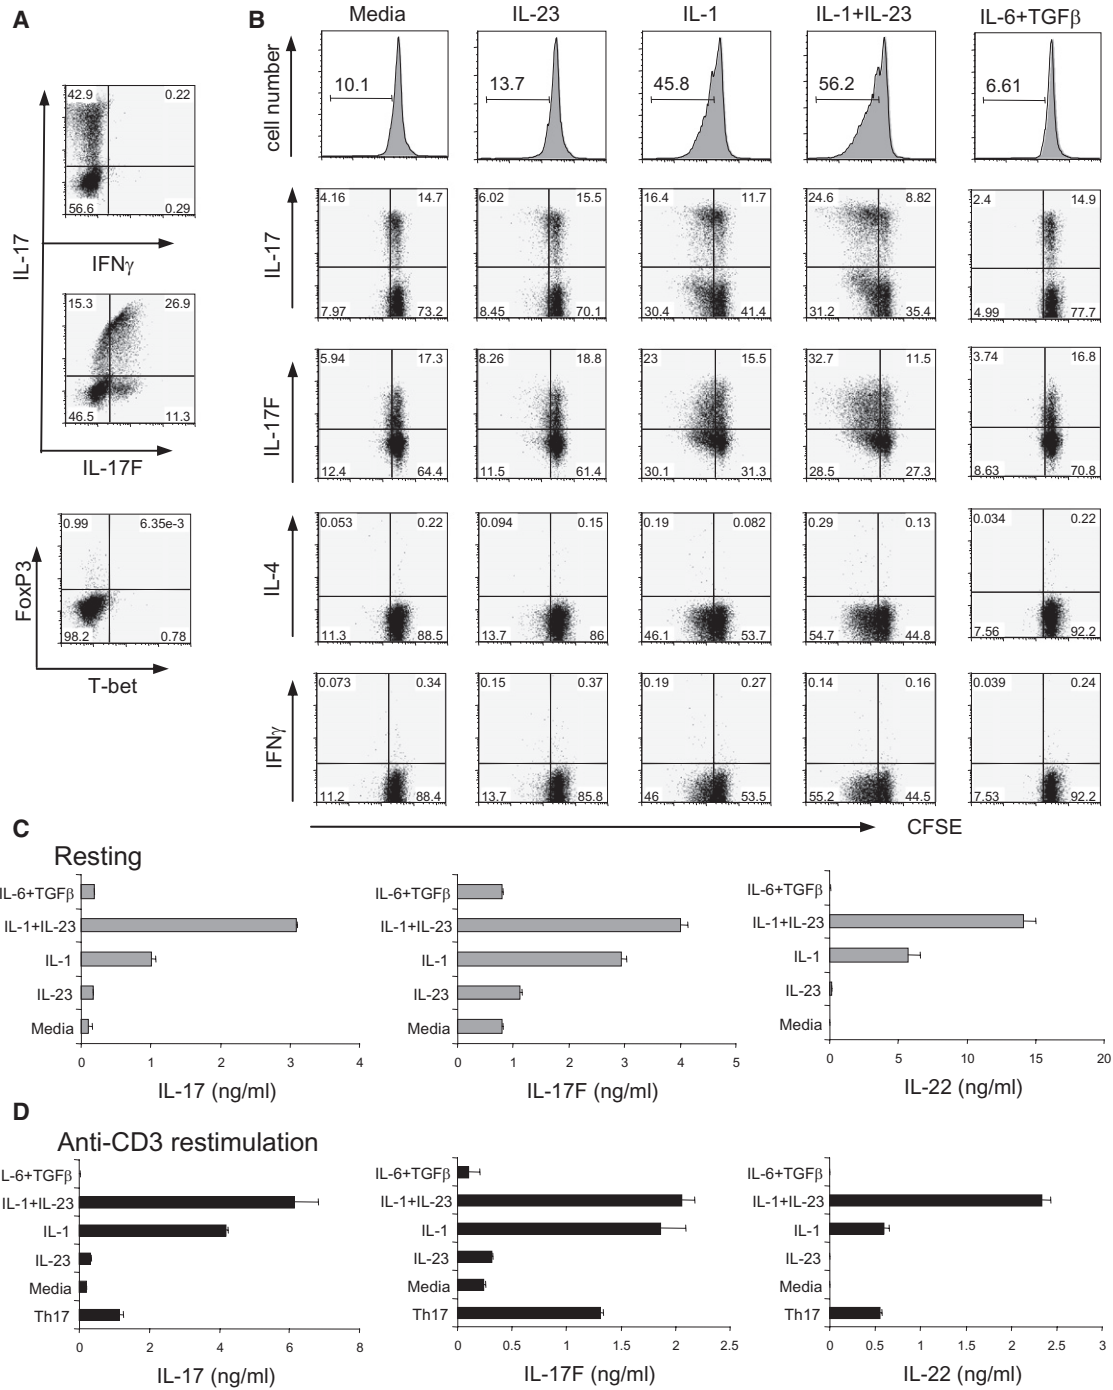 A
42.9 0.22
56.6 0.29
IL-17
IFNγ
15.3 26.9
46.5 11.3
IL-17F
0.99 6.35e-3
98.2 0.78
FoxP3
T-bet
B
Media IL-23 IL-1 IL-1+IL-23 IL-6+TGFβ
cell number
10.1 13.7 45.8 56.2 6.61
IL-17
4.16 14.7 6.02 15.5 16.4 11.7 24.6 8.82 2.4 14.9
7.97 73.2 8.45 70.1 30.4 41.4 31.2 35.4 4.99 77.7
IL-17F
5.94 17.3 8.26 18.8 23 15.5 32.7 11.5 3.74 16.8
12.4 64.4 11.5 61.4 30.1 31.3 28.5 27.3 8.63 70.8
IL-4
0.053 0.22 0.094 0.15 0.19 0.082 0.29 0.13 0.034 0.22
11.3 88.5 13.7 86 46.1 53.7 54.7 44.8 7.56 92.2
IFNγ
0.073 0.34 0.15 0.37 0.19 0.27 0.14 0.16 0.039 0.24
11.2 88.4 13.7 85.8 46 53.5 55.2 44.5 7.53 92.2
CFSE
C
Resting
IL-6+TGFβ
IL-1+IL-23
IL-1
IL-23
Media
0 1 2 3 4
IL-17 (ng/ml)
IL-6+TGFβ
IL-1+IL-23
IL-1
IL-23
Media
0 1 2 3 4 5
IL-17F (ng/ml)
IL-6+TGFβ
IL-1+IL-23
IL-1
IL-23
Media
0 5 10 15 20
IL-22 (ng/ml)
D
Anti-CD3 restimulation
L-6+TGFβ
IL-1+IL-23
IL-1
IL-23
Media
Th17
0 2 4 6 8
IL-17 (ng/ml)
IL-6+TGFβ
IL-1+IL-23
IL-1
IL-23
Media
Th17
0 0.5 1 1.5 2 2.5
IL-17F (ng/ml)
IL-6+TGFβ
IL-1+IL-23
IL-1
IL-23
Media
Th17
0 0.5 1 1.5 2 2.5 3
IL-22 (ng/ml)